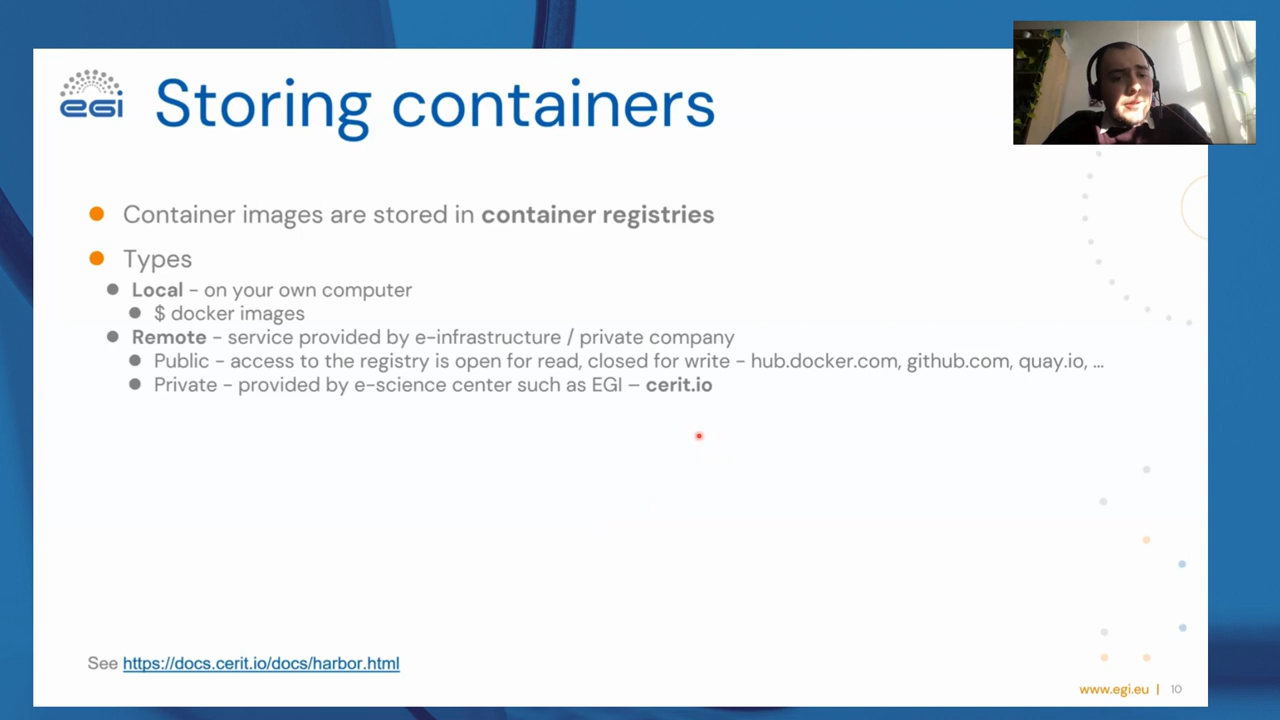 eGi
Storing containers
Container images are stored in container registries
Types
Local - on your own computer
$ docker images
Remote - service provided by e-infrastructure / private company
Public - access to the registry is open for read, closed for write - hub.docker.com, github.com, quay.io, ...
Private - provided by e-science center such as EGI – cerit.io
See https://docs.cerit.io/docs/harbor.html
www.egi.eu | 10